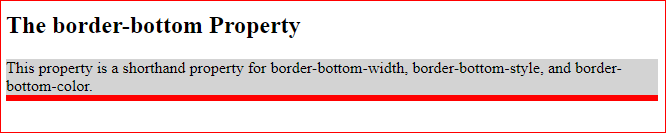 The border-bottom Property
This property is a shorthand property for border-bottom-width, border-bottom-style, and border-
bottom-color.